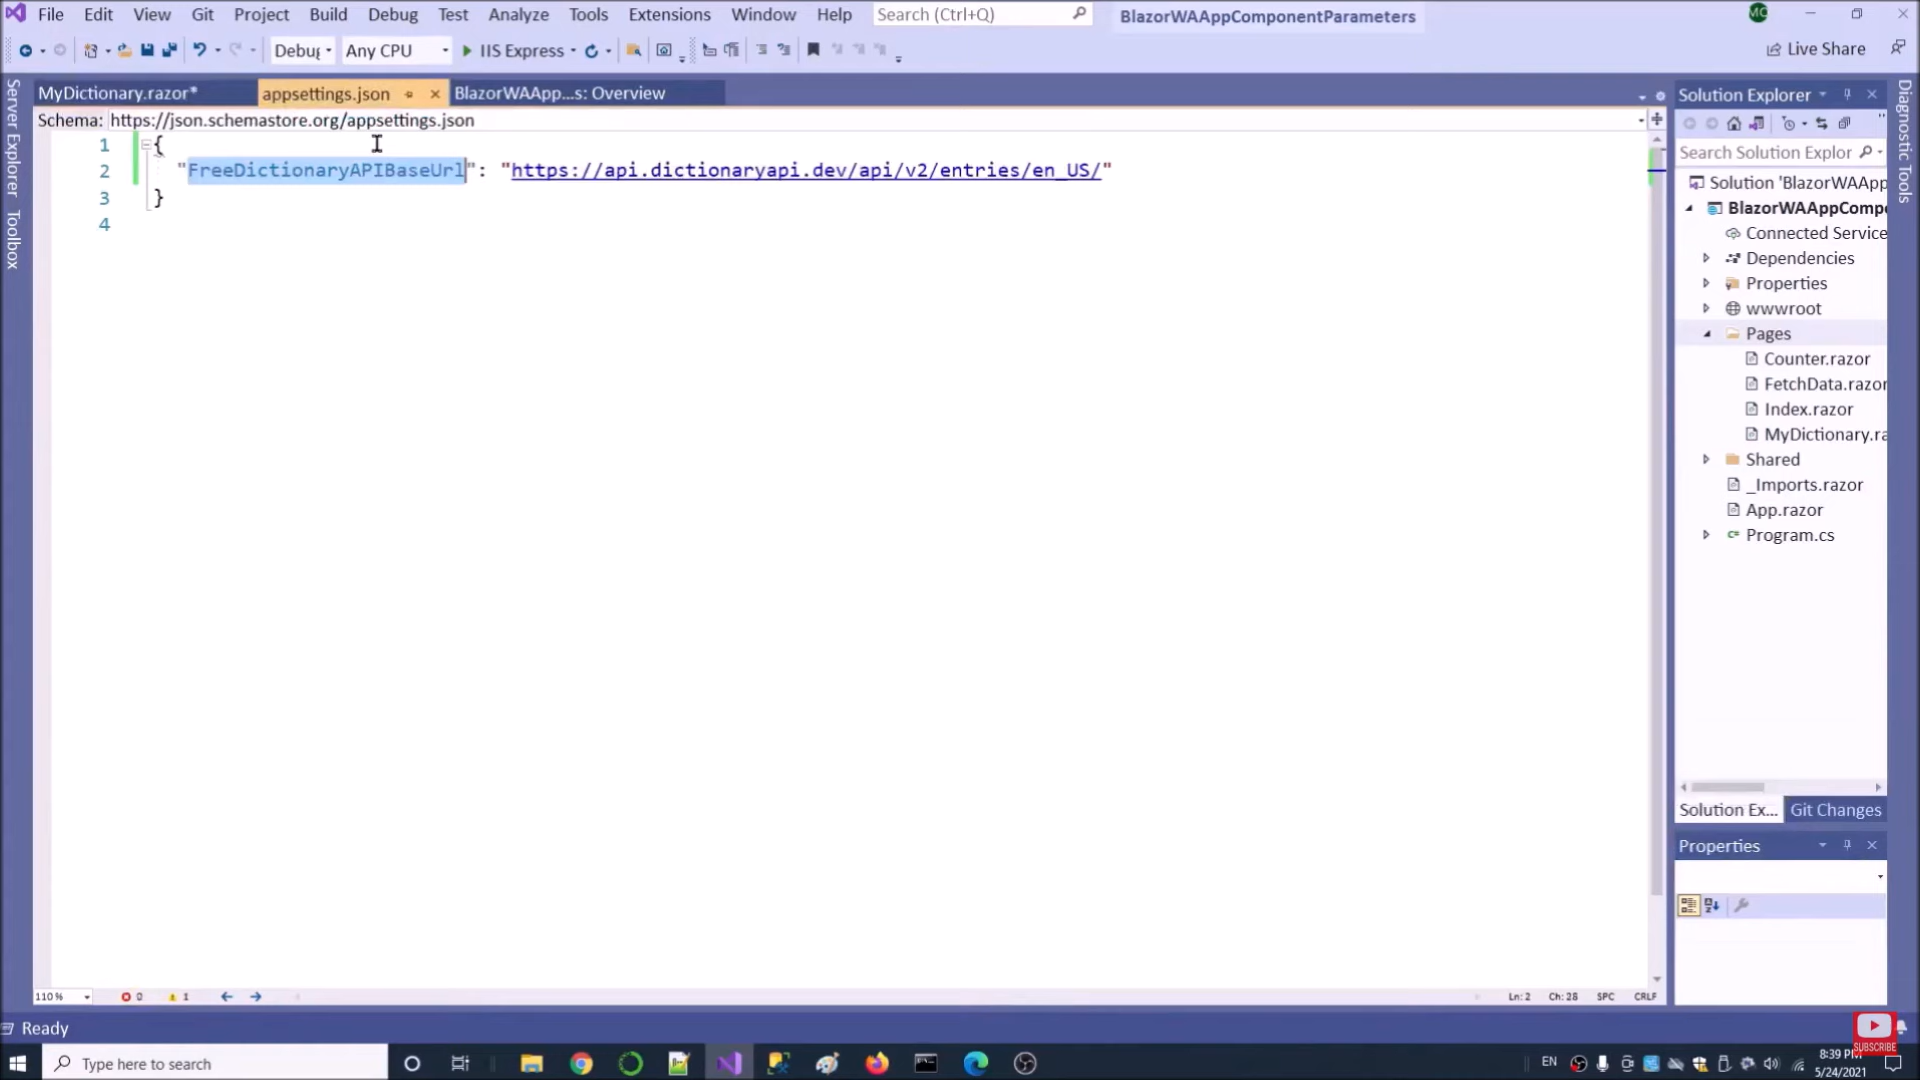 File Edit View Git Project Build Debug Test Analyze Tools Extensions Window Help Search (Ctrl+Q) BlazorWAAppComponentParameters MC
Debug Any CPU IIS Express Live Share
MyDictionary.razor* appsettings.json BlazorWAApp...s: Overview
Schema: https://json.schemastore.org/appsettings.json
1 {
2 "FreeDictionaryAPIBaseUrl": "https://api.dictionaryapi.dev/api/v2/entries/en_US/"
3 }
4
Server Explorer
Toolbox
Solution Explorer
Search Solution Explor
Solution 'BlazorWAApp
BlazorWAAppCompo
Connected Service
Dependencies
Properties
wwwroot
Pages
Counter.razor
FetchData.razor
Index.razor
MyDictionary.ra
Shared
_Imports.razor
App.razor
Program.cs
Solution Ex... Git Changes
Properties
Diagnostic Tools
110 % 0 1 Ln: 2 Ch: 28 SPC CRLF
Ready
SUBSCRIBE
Type here to search
EN 8:39 PM
5/24/2021